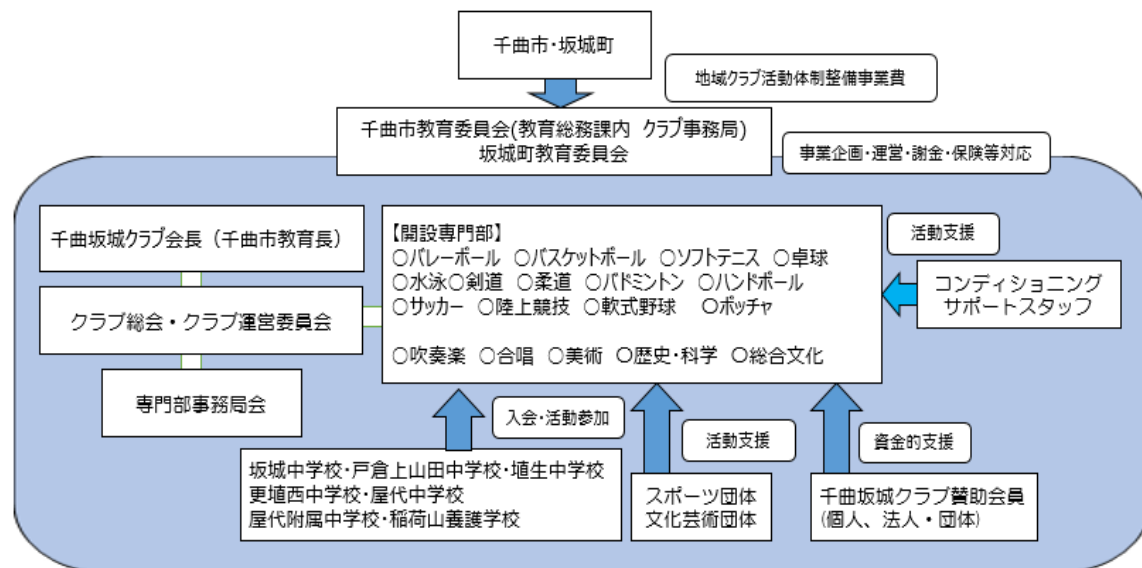 千曲市・坂城町
地域クラブ活動体制整備事業費
千曲市教育委員会(教育総務課内 クラブ事務局)
坂城町教育委員会
事業企画・運営・謝金・保険等対応
千曲坂城クラブ会長（千曲市教育長）
クラブ総会・クラブ運営委員会
専門部事務局会
【開設専門部】
○バレーボール ○バスケットボール ○ソフトテニス ○卓球
○水泳○剣道 ○柔道 ○バドミントン ○ハンドボール
○サッカー ○陸上競技 ○軟式野球 ○ボッチャ
○吹奏楽 ○合唱 ○美術 ○歴史・科学 ○総合文化
活動支援
コンディショニング
サポートスタッフ
入会・活動参加
活動支援
資金的支援
坂城中学校・戸倉上山田中学校・埴生中学校
更埴西中学校・屋代中学校
屋代附属中学校・稲荷山養護学校
スポーツ団体
文化芸術団体
千曲坂城クラブ賛助会員
(個人、法人・団体)